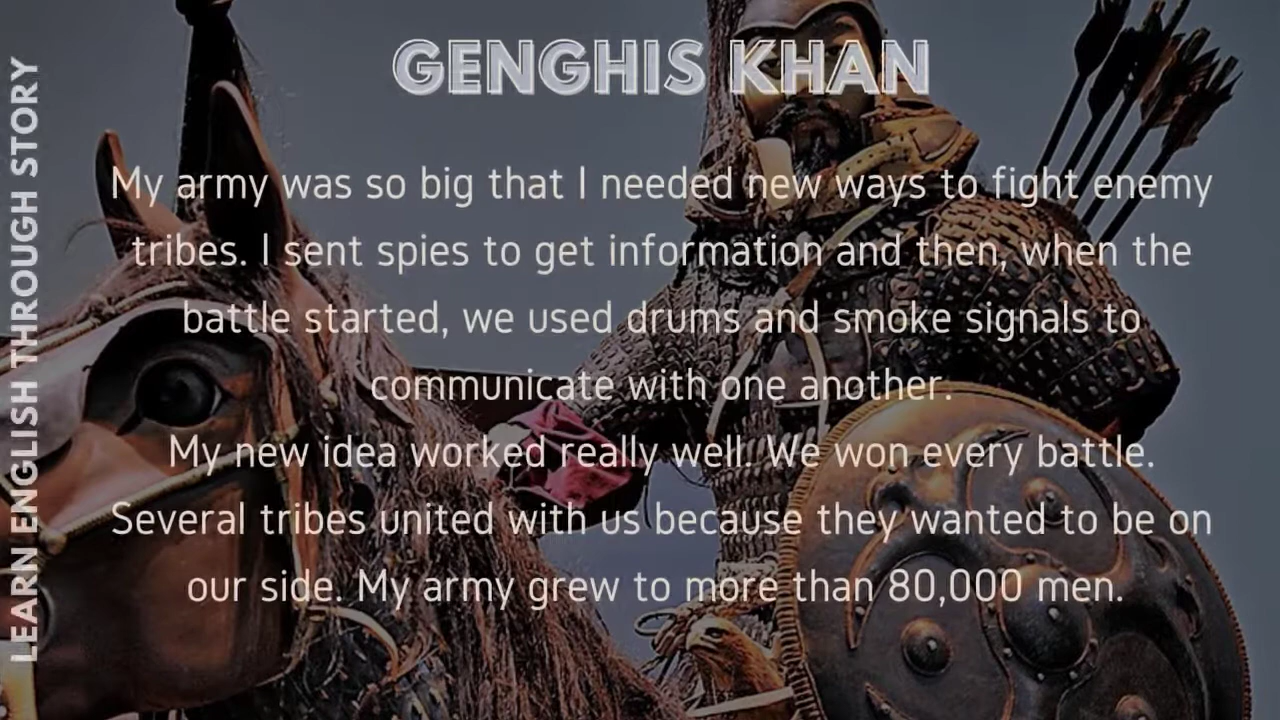 GENGHIS KHAN
My army was so big that I needed new ways to fight enemy
tribes. I sent spies to get information and then, when the
battle started, we used drums and smoke signals to
communicate with one another.
My new idea worked really well. We won every battle.
Several tribes united with us because they wanted to be on
our side. My army grew to more than 80,000 men.
LEARN ENGLISH THROUGH STORY